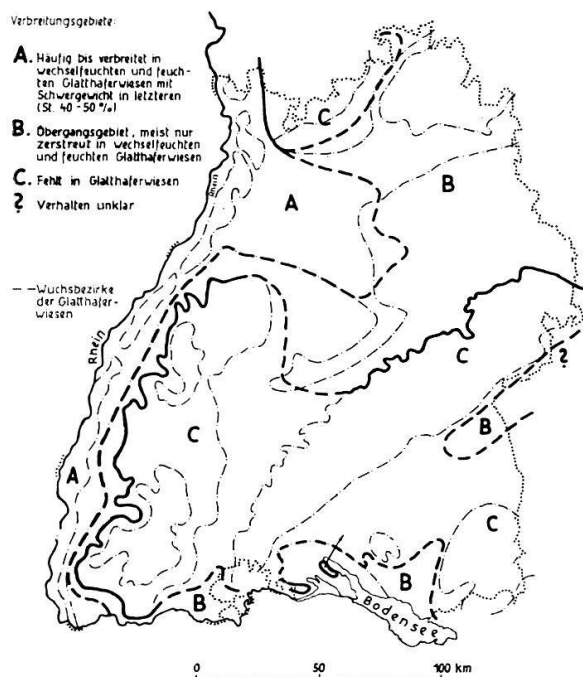 Verbreitungsgebiete:
A. Häufig bis verbreitet in
wechselfeuchten und feuch-
ten Glatthaferwiesen mit
Schwergewicht in letzteren
(St. 40-50%)
B. Übergangsgebiet, meist nur
zerstreut in wechselfeuchten
und feuchten Glatthaferwiesen
C. Fehlt in Glatthaferwiesen
? Verhalten unklar
Wuchsbezirke
der Glatthafer-
wiesen
C
B
A
Rhein
C
?
C
B
A
C
B
B
Bodensee
0 50 100 km